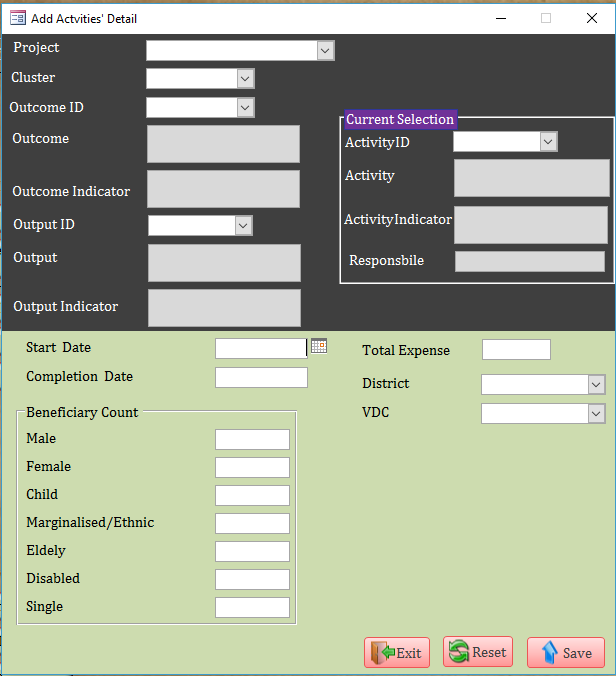 Add Actvities' Detail
Project
Cluster
Outcome ID
Outcome
Outcome Indicator
Output ID
Output
Output Indicator
Current Selection
ActivityID
Activity
ActivityIndicator
Responsbile
Start Date
Completion Date
Total Expense
District
VDC
Beneficiary Count
Male
Female
Child
Marginalised/Ethnic
Eldely
Disabled
Single
Exit
Reset
Save